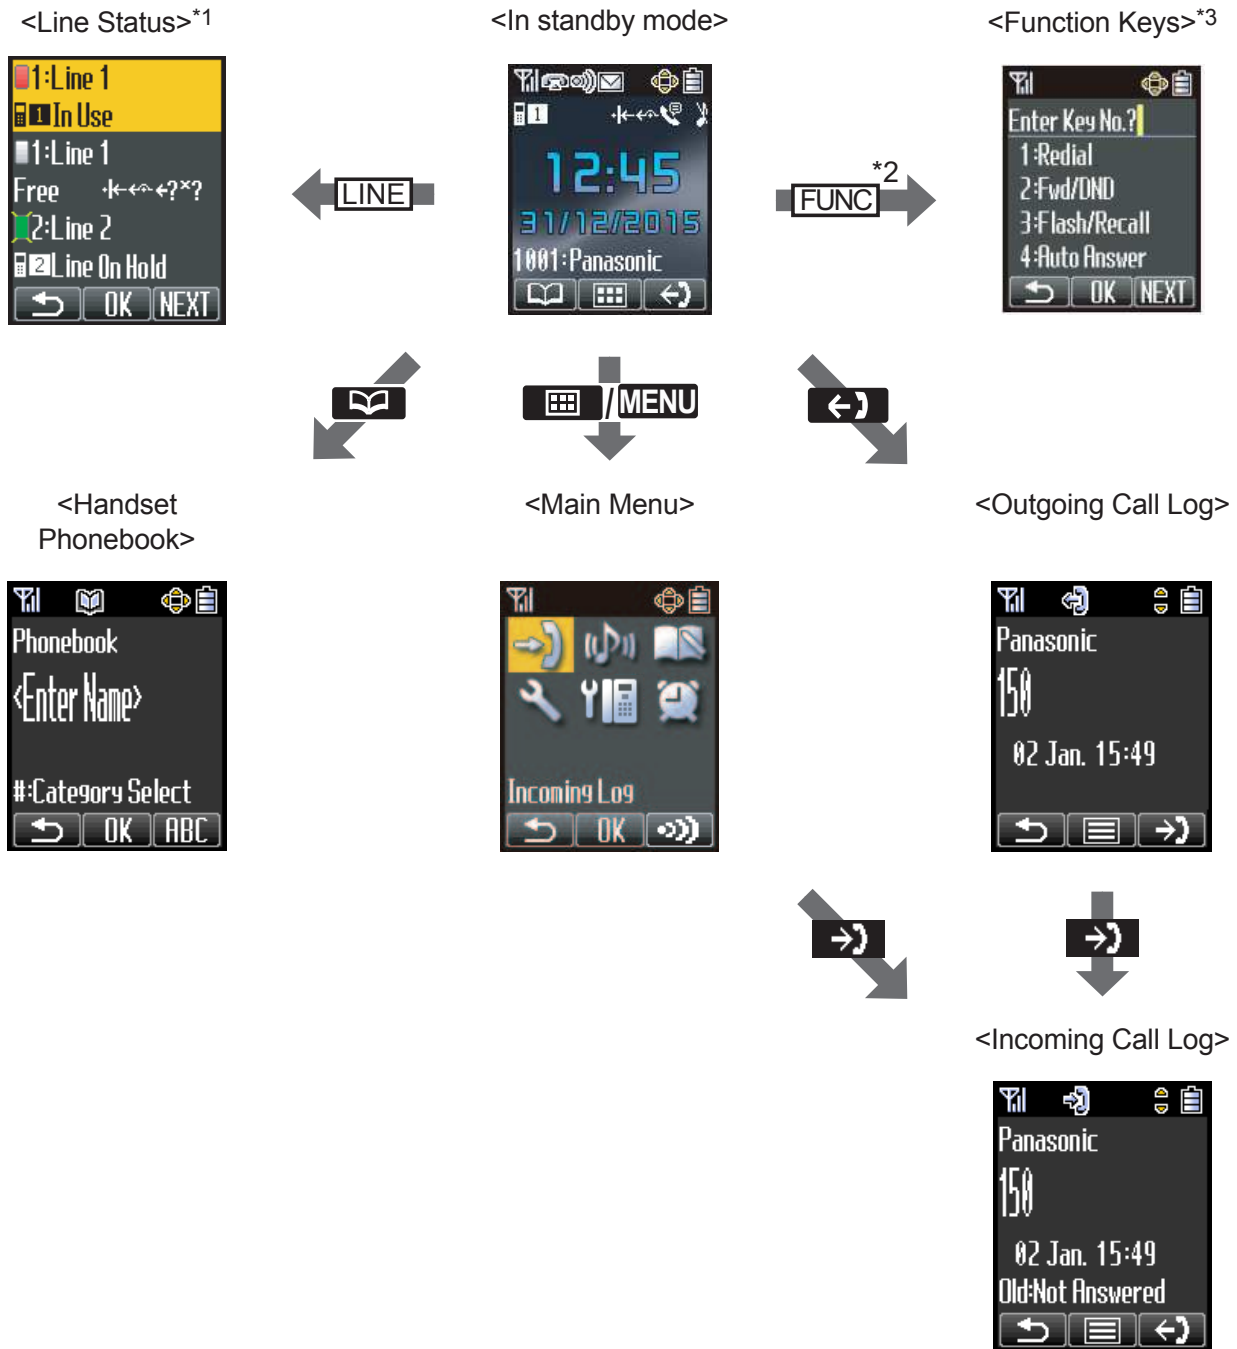 <Line Status>*1
<In standby mode>
<Function Keys>*3
1:Line 1
1 In Use
1:Line 1
Free ?×?
2:Line 2
2 Line On Hold
OK NEXT
LINE
1
12:45
31/12/2015
1001:Panasonic
*2
FUNC
Enter Key No.?
1:Redial
2:Fwd/DND
3:Flash/Recall
4:Auto Answer
OK NEXT
/MENU
<Handset
Phonebook>
<Main Menu>
<Outgoing Call Log>
Phonebook
<Enter Name>
#:Category Select
OK ABC
Incoming Log
OK
Panasonic
150
02 Jan. 15:49
<Incoming Call Log>
Panasonic
150
02 Jan. 15:49
Old:Not Answered